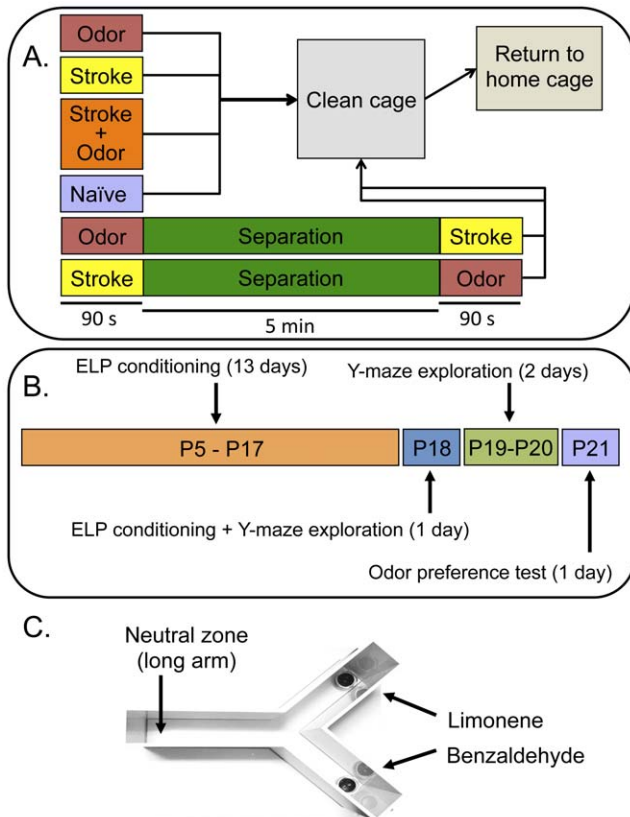 A.
Odor
Stroke
Stroke
+
Odor
Naïve
Clean cage
Return to
home cage
Odor
Separation
Stroke
Stroke
Separation
Odor
90 s
5 min
90 s
B.
ELP conditioning (13 days)
Y-maze exploration (2 days)
P5 - P17
P18
P19-P20
P21
ELP conditioning + Y-maze exploration (1 day)
Odor preference test (1 day)
C.
Neutral zone
(long arm)
Limonene
Benzaldehyde